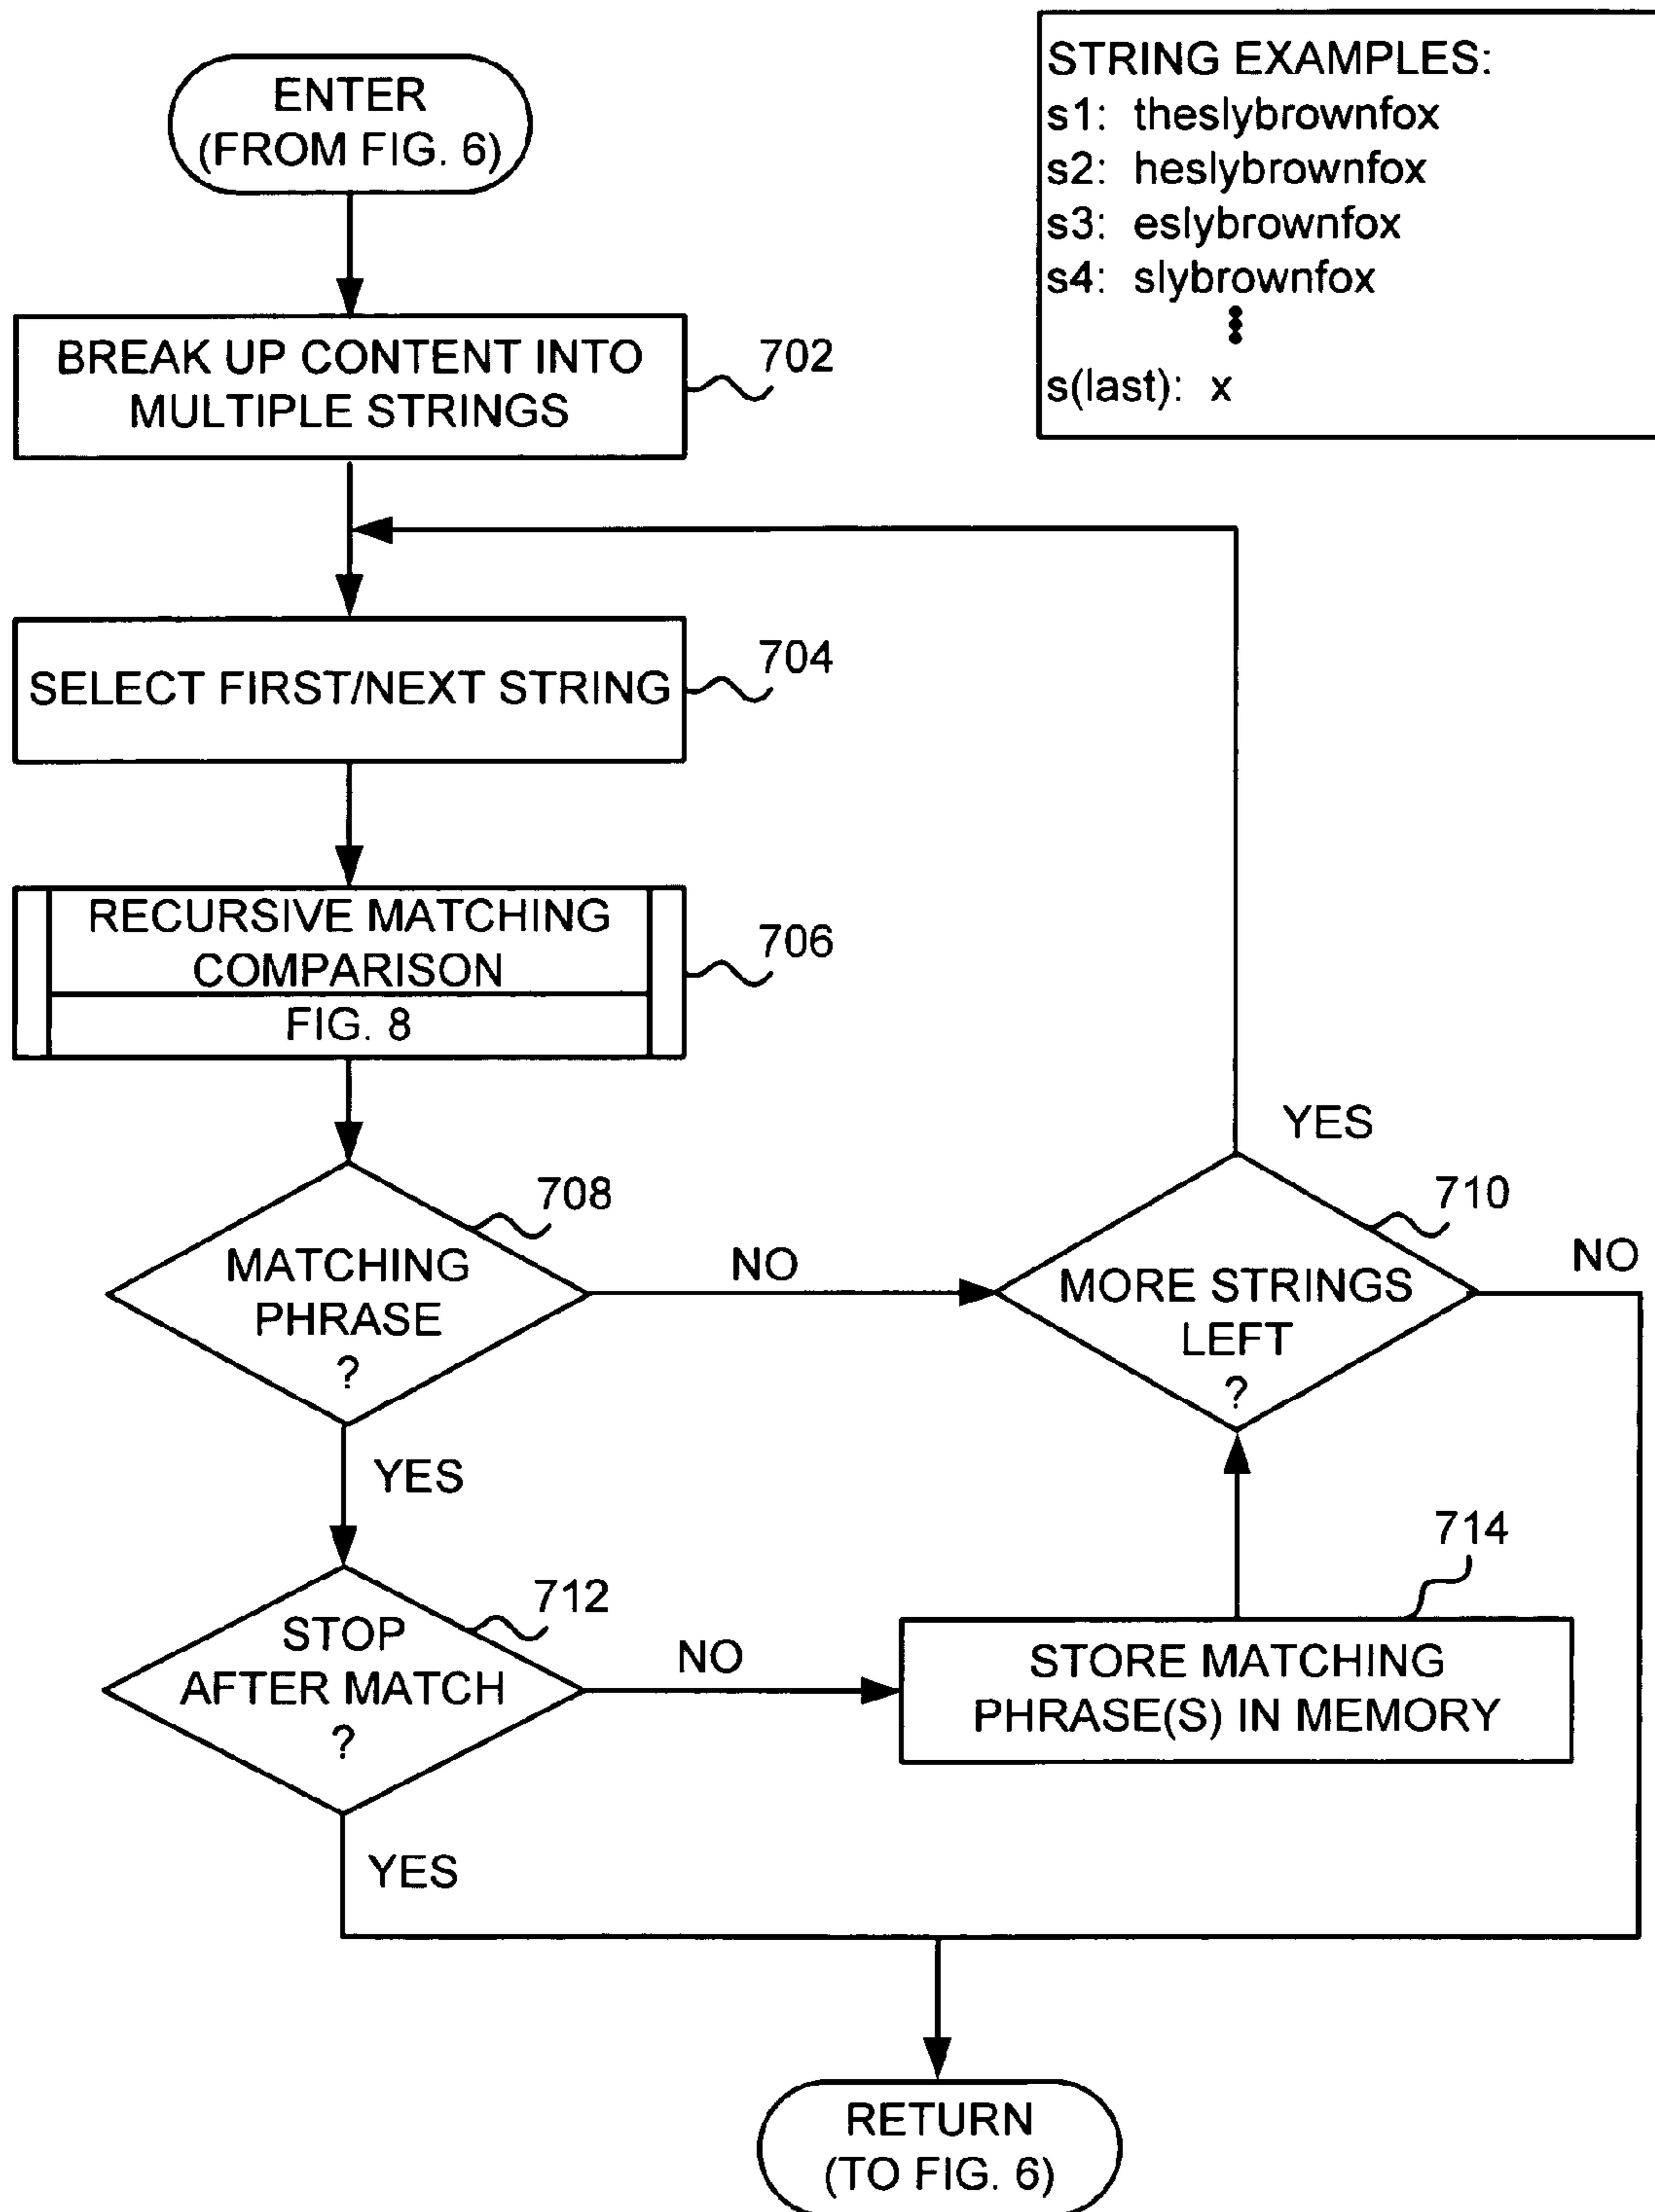 ENTER
(FROM FIG. 6)
STRING EXAMPLES:
s1: theslybrownfox
s2: heslybrownfox
s3: eslybrownfox
s4: slybrownfox
s(last): x
BREAK UP CONTENT INTO
MULTIPLE STRINGS
702
SELECT FIRST/NEXT STRING
704
RECURSIVE MATCHING
COMPARISON
FIG. 8
706
MATCHING
PHRASE
?
708
NO
YES
MORE STRINGS
LEFT
?
710
YES
NO
STOP
AFTER MATCH
?
712
NO
YES
STORE MATCHING
PHRASE(S) IN MEMORY
714
RETURN
(TO FIG. 6)